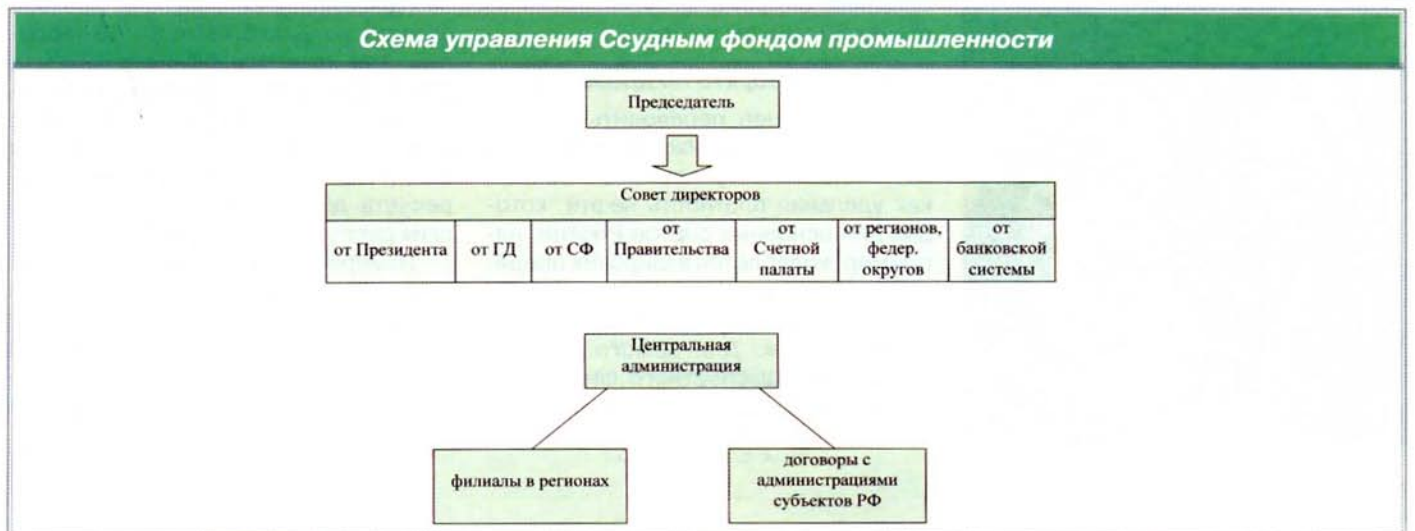 Схема управления Ссудным фондом промышленности
Председатель
Совет директоров
от Президента
от ГД
от СФ
от
Правительства
от
Счетной
палаты
от регионов,
федер.
округов
от
банковской
системы
Центральная
администрация
филиалы в регионах
договоры с
администрациями
субъектов РФ